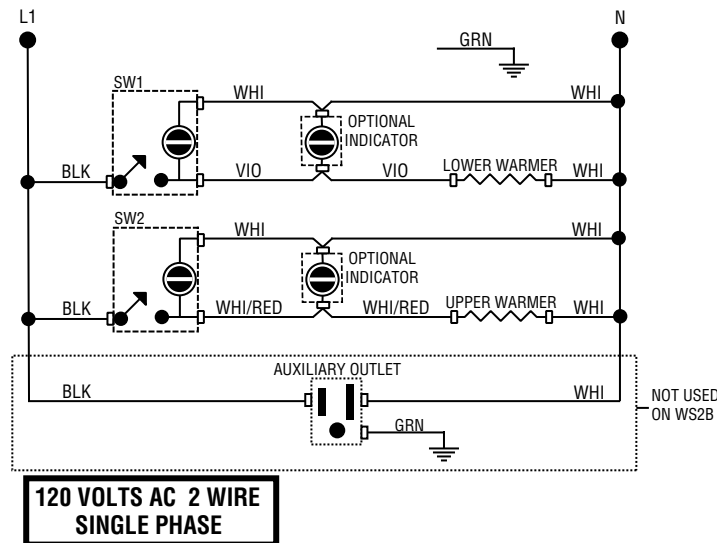 L1
N
GRN
SW1
WHI
WHI
OPTIONAL
INDICATOR
BLK
VIO
VIO
LOWER WARMER
WHI
SW2
WHI
WHI
OPTIONAL
INDICATOR
BLK
WHI/RED
WHI/RED
UPPER WARMER
WHI
AUXILIARY OUTLET
BLK
WHI
NOT USED
ON WS2B
GRN
120 VOLTS AC 2 WIRE
SINGLE PHASE